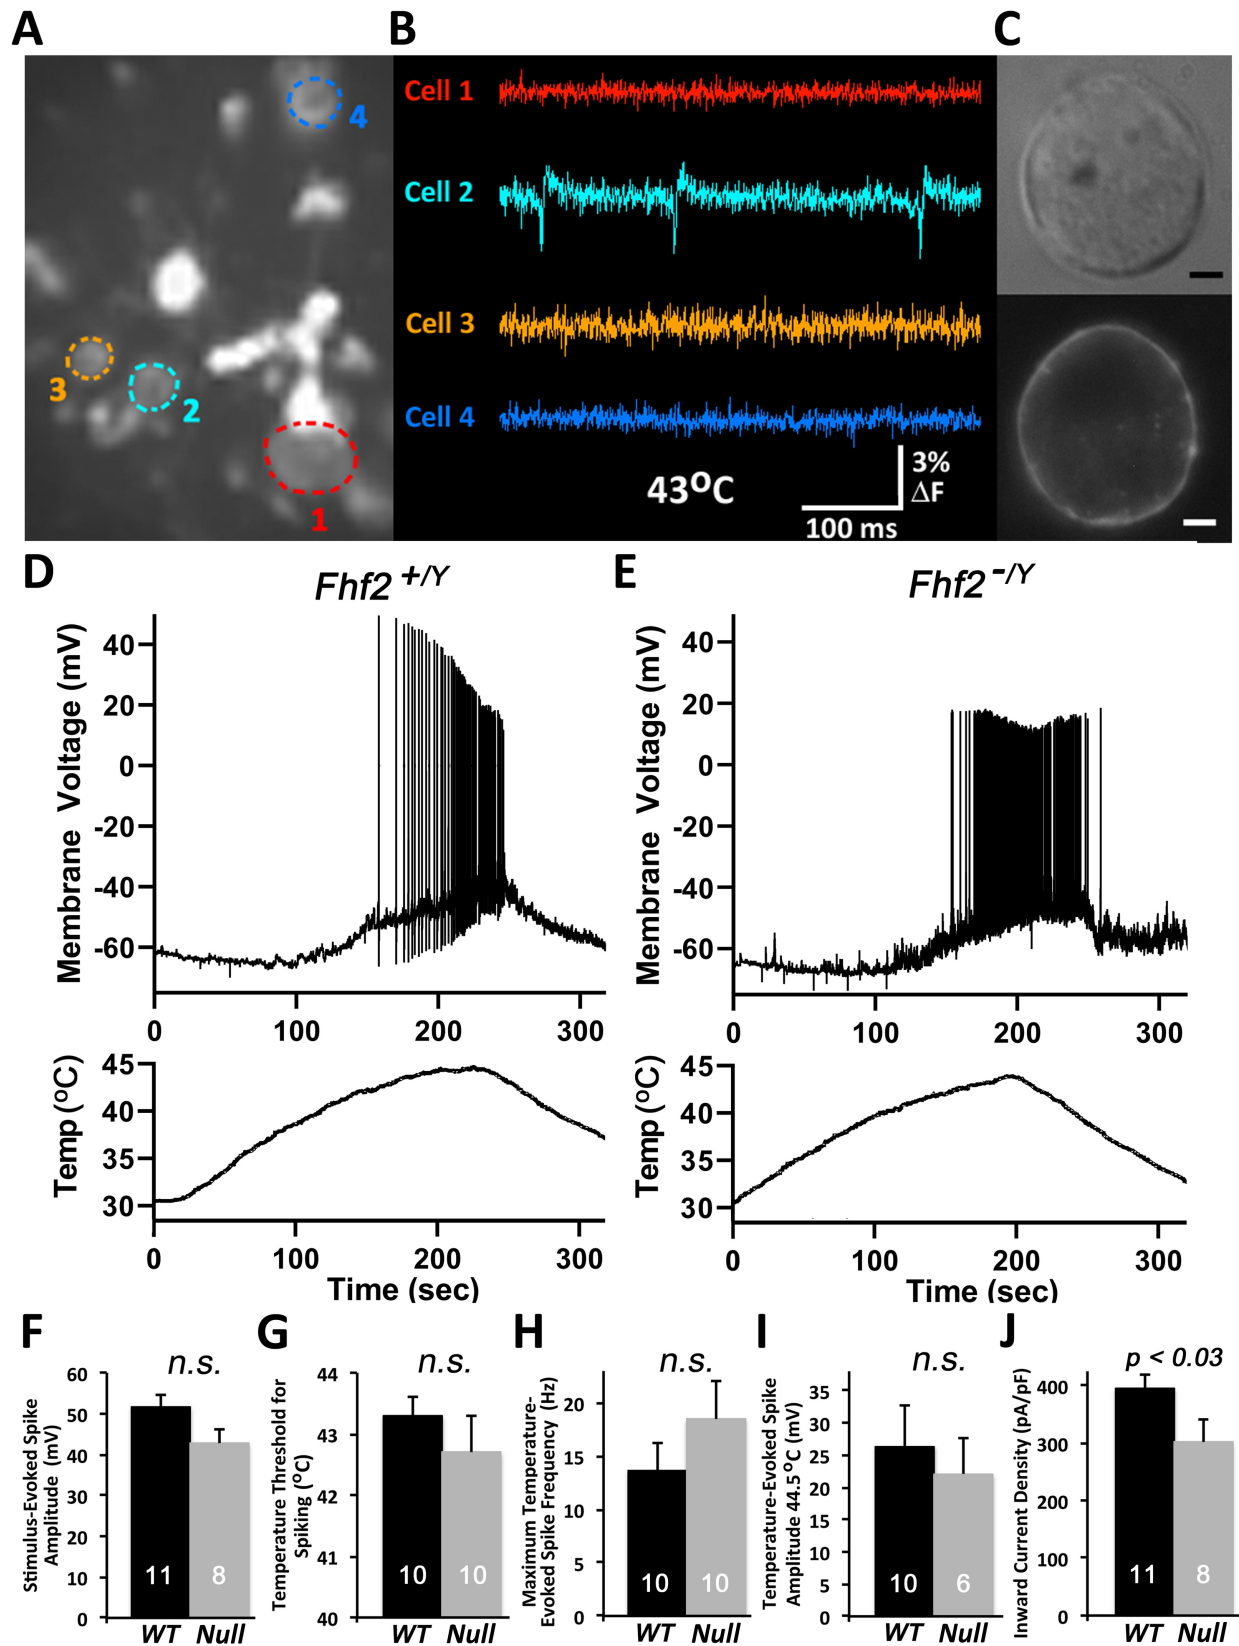 A
B
C
4
3
2
1
Cell 1
Cell 2
Cell 3
Cell 4
43°C
3%
ΔF
100 ms
D
Fhf2 +/Y
E
Fhf2 -/Y
Membrane Voltage (mV)
40
20
0
-20
-40
-60
0 100 200 300
Membrane Voltage (mV)
40
20
0
-20
-40
-60
0 100 200 300
Temp (°C)
45
40
35
30
0 100 200 300
Time (sec)
Temp (°C)
45
40
35
30
0 100 200 300
Time (sec)
F
n.s.
Stimulus-Evoked Spike
Amplitude (mV)
60
50
40
30
20
10
0
11 8
WT Null
G
n.s.
Temperature Threshold for
Spiking (°C)
44
43
42
41
40
10 10
WT Null
H
n.s.
Maximum Temperature-
Evoked Spike Frequency (Hz)
20
15
10
5
0
10 10
WT Null
I
n.s.
Temperature-Evoked Spike
Amplitude 44.5°C (mV)
35
30
25
20
15
10
5
0
10 6
WT Null
J
p < 0.03
Inward Current Density (pA/pF)
400
300
200
100
0
11 8
WT Null